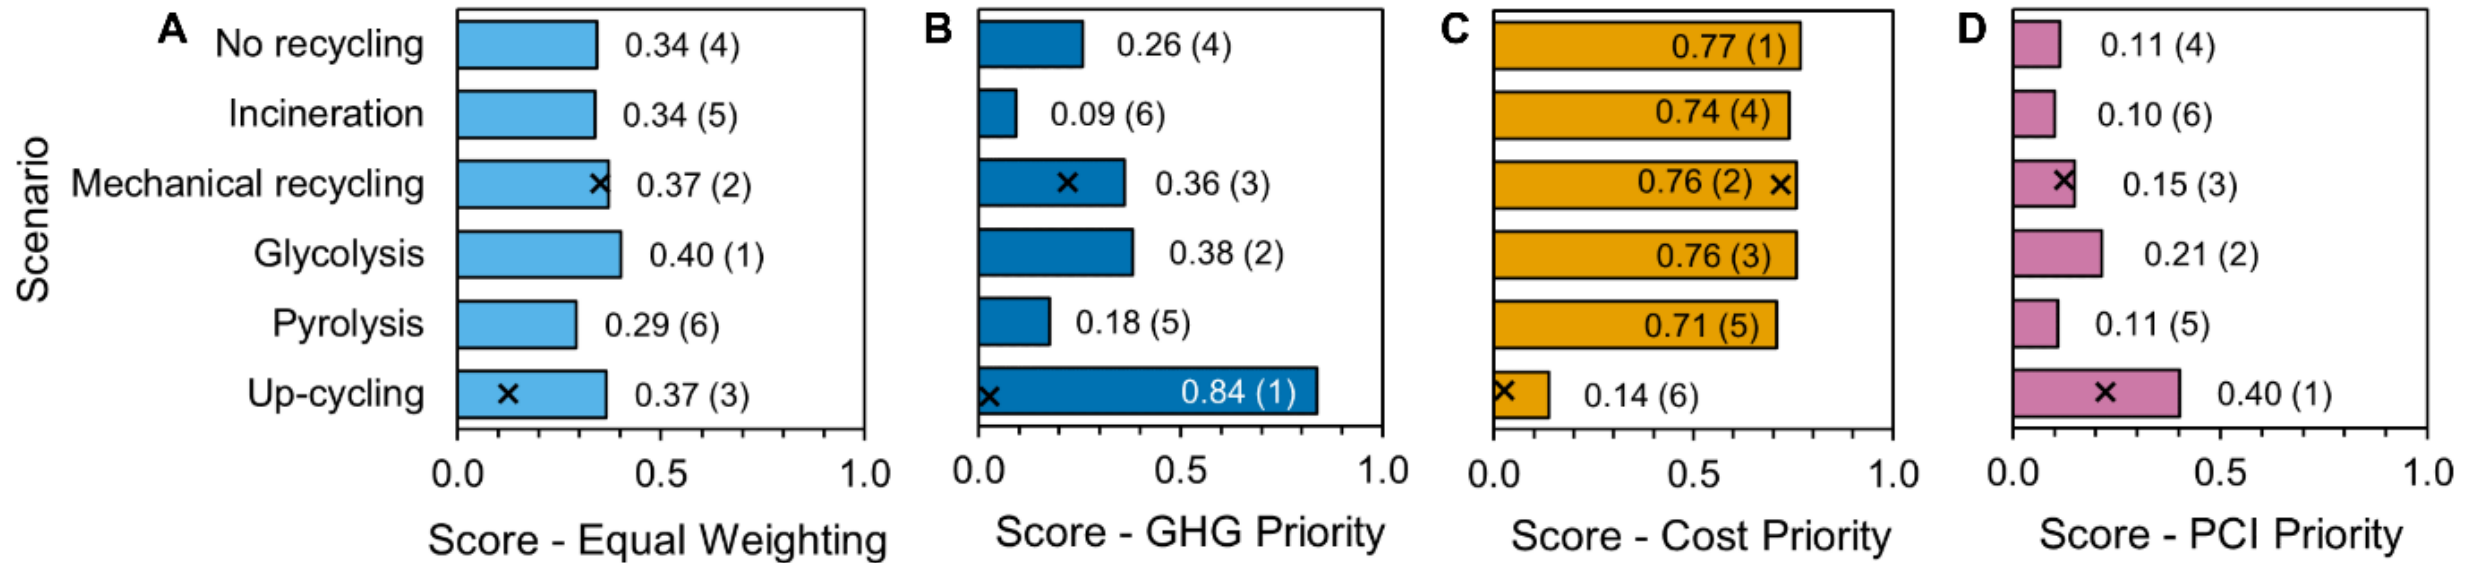 A B C D
No recycling 0.34 (4) 0.26 (4) 0.77 (1) 0.11 (4)
Incineration 0.34 (5) 0.09 (6) 0.74 (4) 0.10 (6)
Mechanical recycling 0.37 (2) 0.36 (3) 0.76 (2) 0.15 (3)
Glycolysis 0.40 (1) 0.38 (2) 0.76 (3) 0.21 (2)
Pyrolysis 0.29 (6) 0.18 (5) 0.71 (5) 0.11 (5)
Up-cycling 0.37 (3) 0.84 (1) 0.14 (6) 0.40 (1)
Scenario
0.0 0.5 1.0 0.0 0.5 1.0 0.0 0.5 1.0 0.0 0.5 1.0
Score - Equal Weighting Score - GHG Priority Score - Cost Priority Score - PCI Priority